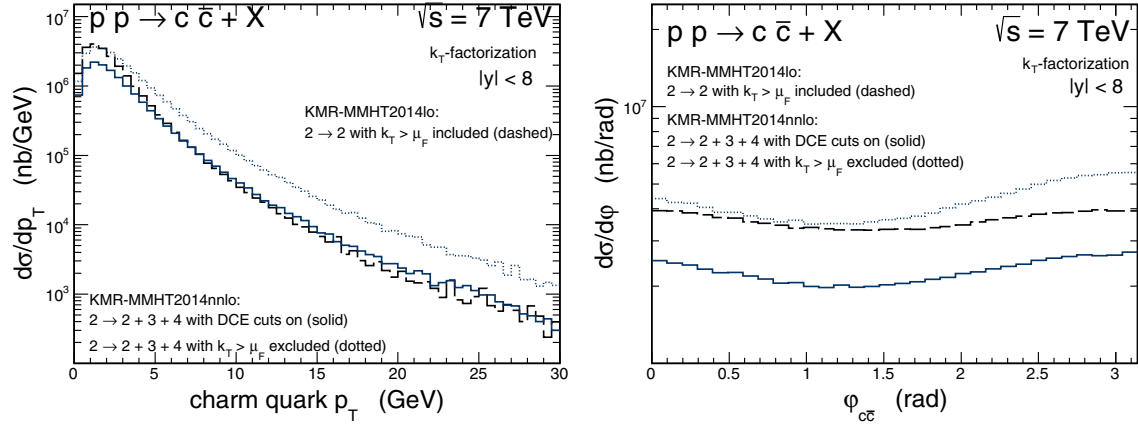 p p → c c̄ + X
√s = 7 TeV
k_T-factorization
|y| < 8
KMR-MMHT2014lo:
2 → 2 with k_T > μ_F included (dashed)
KMR-MMHT2014nnlo:
2 → 2 + 3 + 4 with DCE cuts on (solid)
2 → 2 + 3 + 4 with k_T > μ_F excluded (dotted)
dσ/dp_T (nb/GeV)
10^7
10^6
10^5
10^4
10^3
0 5 10 15 20 25 30
charm quark p_T (GeV)
p p → c c̄ + X
√s = 7 TeV
k_T-factorization
|y| < 8
KMR-MMHT2014lo:
2 → 2 with k_T > μ_F included (dashed)
KMR-MMHT2014nnlo:
2 → 2 + 3 + 4 with DCE cuts on (solid)
2 → 2 + 3 + 4 with k_T > μ_F excluded (dotted)
dσ/dφ (nb/rad)
10^7
0 0.5 1 1.5 2 2.5 3
φ_cc̄ (rad)